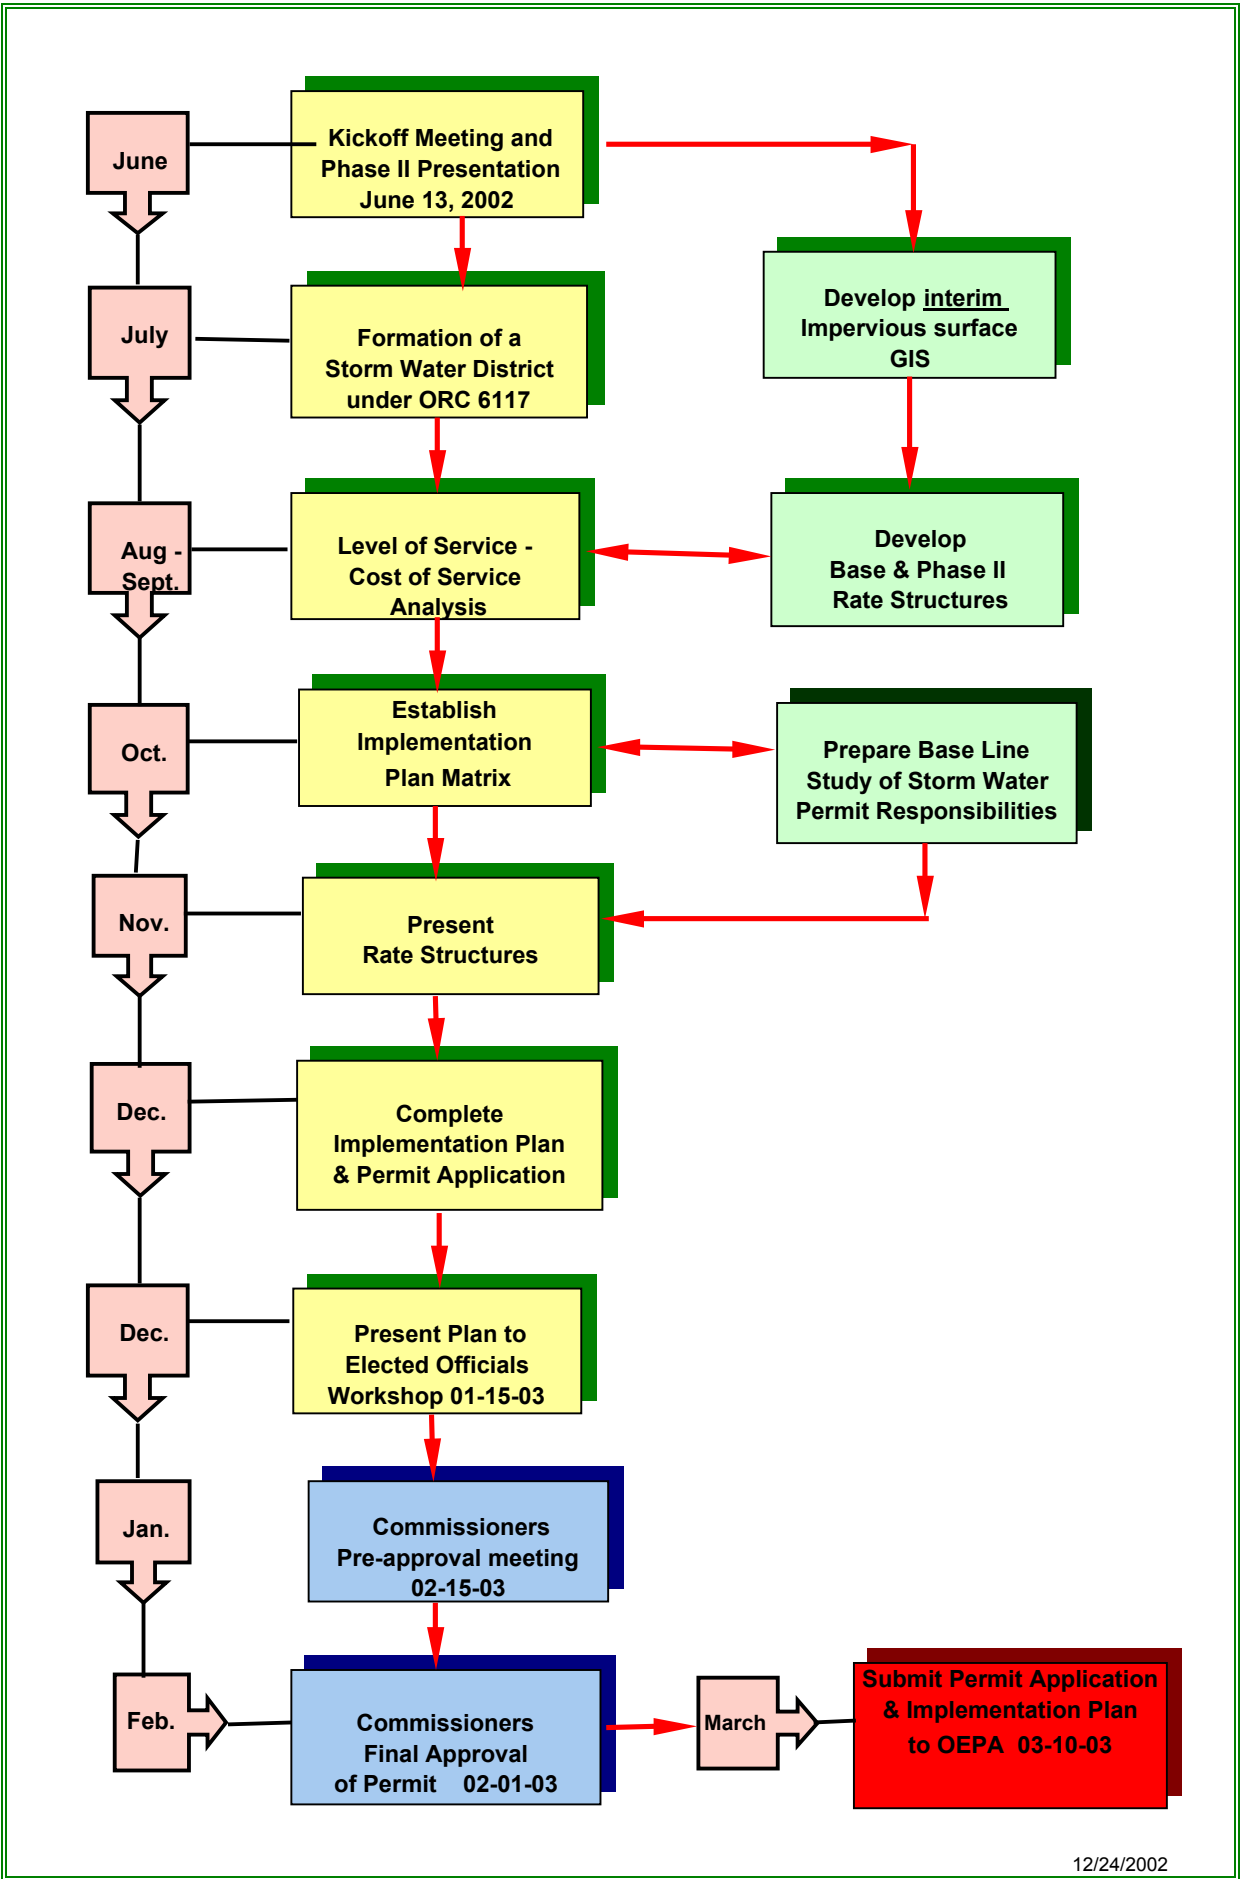 June
Kickoff Meeting and
Phase II Presentation
June 13, 2002
July
Formation of a
Storm Water District
under ORC 6117
Develop interim
Impervious surface
GIS
Aug -
Sept.
Level of Service -
Cost of Service
Analysis
Develop
Base & Phase II
Rate Structures
Oct.
Establish
Implementation
Plan Matrix
Prepare Base Line
Study of Storm Water
Permit Responsibilities
Nov.
Present
Rate Structures
Dec.
Complete
Implementation Plan
& Permit Application
Dec.
Present Plan to
Elected Officials
Workshop 01-15-03
Jan.
Commissioners
Pre-approval meeting
02-15-03
Feb.
Commissioners
Final Approval
of Permit 02-01-03
March
Submit Permit Application
& Implementation Plan
to OEPA 03-10-03
12/24/2002